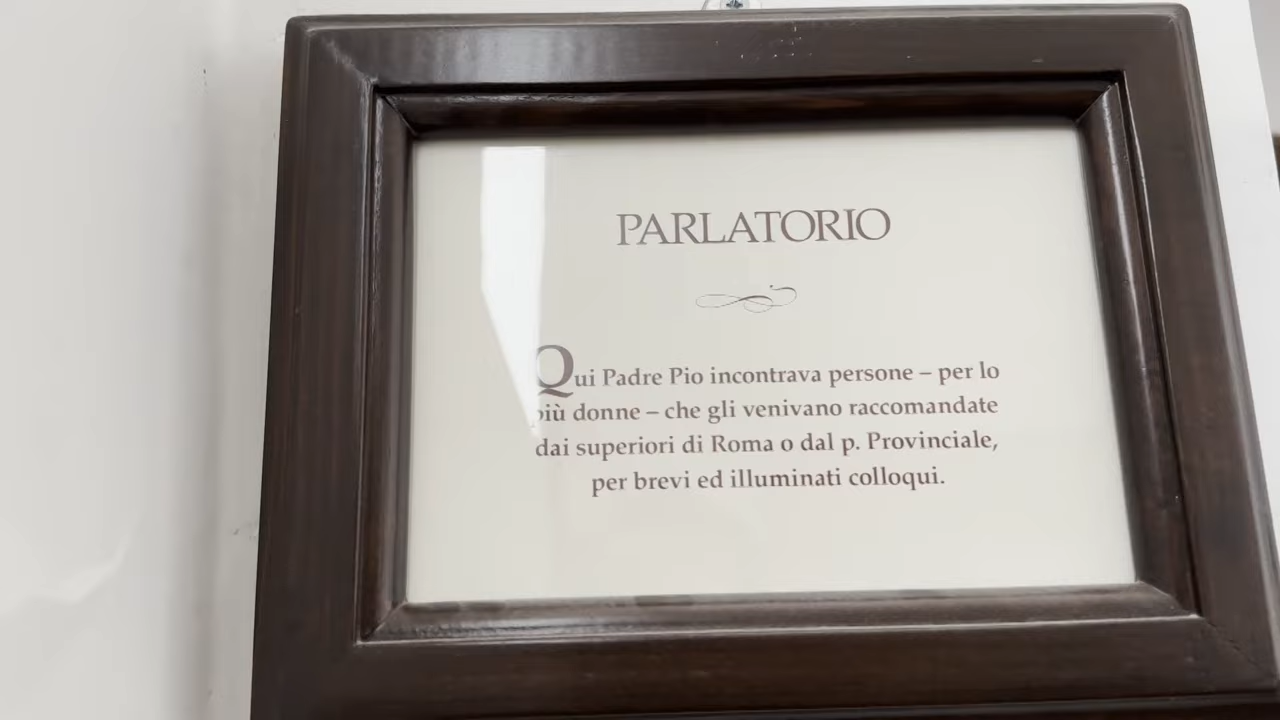 PARLATORIO
Qui Padre Pio incontrava persone – per lo
più donne – che gli venivano raccomandate
dai superiori di Roma o dal p. Provinciale,
per brevi ed illuminati colloqui.